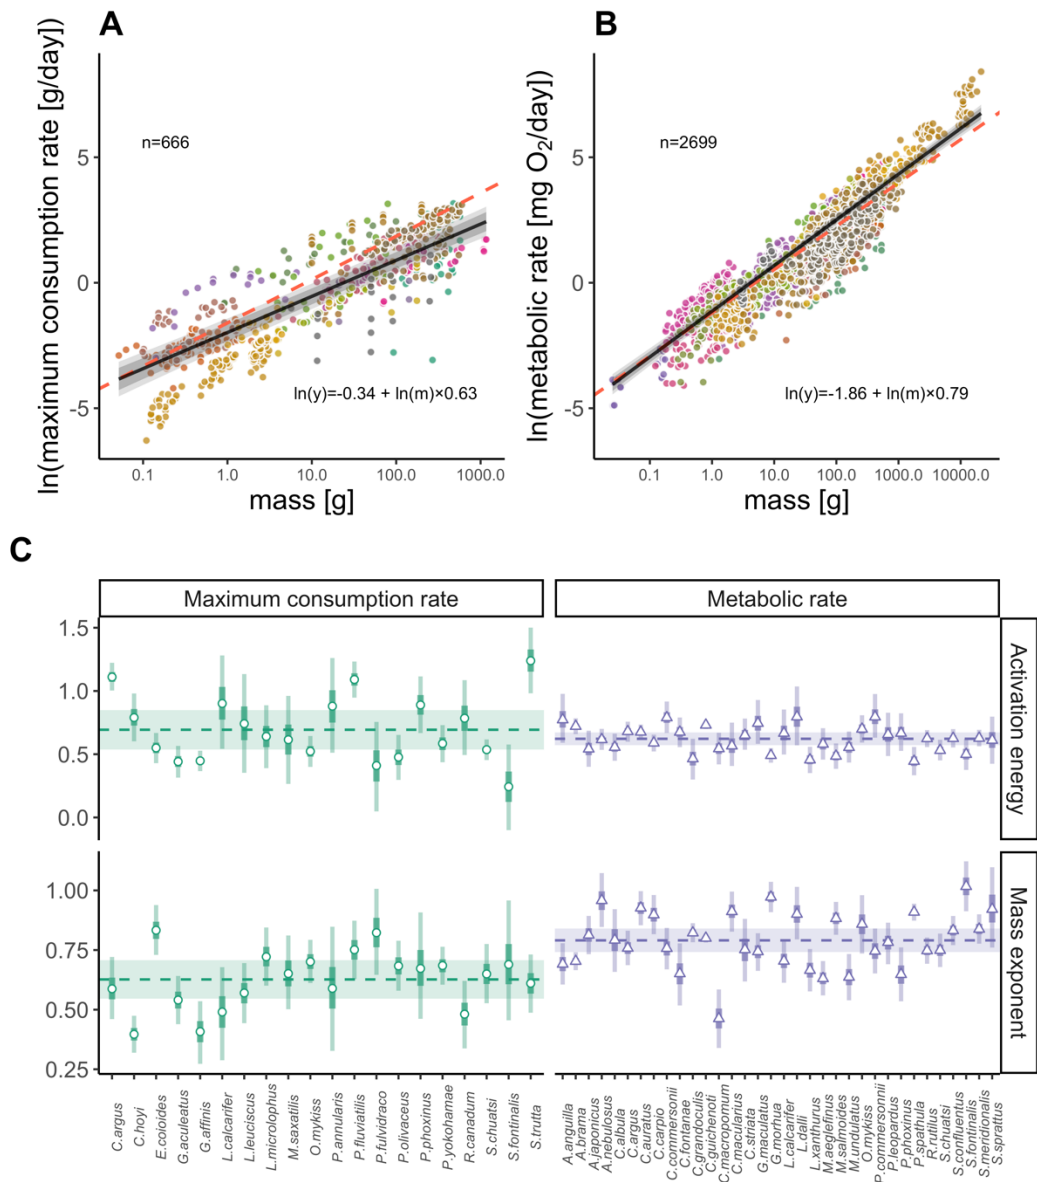 A
B
ln(maximum consumption rate [g/day])
5
0
-5
n=666
ln(y)=-0.34 + ln(m)×0.63
0.1 1.0 10.0 100.0 1000.0
mass [g]
ln(metabolic rate [mg O₂/day])
5
0
-5
n=2699
ln(y)=-1.86 + ln(m)×0.79
0.1 1.0 10.0 100.0 1000.0 10000.0
mass [g]
C
Maximum consumption rate
Metabolic rate
1.5
1.0
0.5
0.0
Activation energy
1.00
0.75
0.50
0.25
Mass exponent
C.argus
C.hoyi
E.coloides
G.aculeatus
G.affinis
L.calcarifer
L.leuciscus
L.microlophus
M.saxatilis
O.mykiss
P.annularis
P.fluviatilis
P.fulvidraco
P.olivaceus
P.phoxinus
P.yokohamae
R.canadum
S.chuatsi
S.fontinalis
S.trutta
A.anguilla
A.brama
A.japonicus
A.nebulosus
C.albula
C.argus
C.auratus
C.carpio
C.commersonii
C.fontanae
C.grandoculis
C.guichenoti
C.macropomum
C.macularius
C.striata
G.maculatus
G.morhua
L.calcarifer
L.dalli
L.xanthurus
M.aeglefinus
M.salmoides
M.undulatus
O.mykiss
P.commersonnii
P.leopardus
P.phoxinus
P.spathula
R.rutilus
S.chuatsi
S.confluentus
S.fontinalis
S.meridionalis
S.sprattus